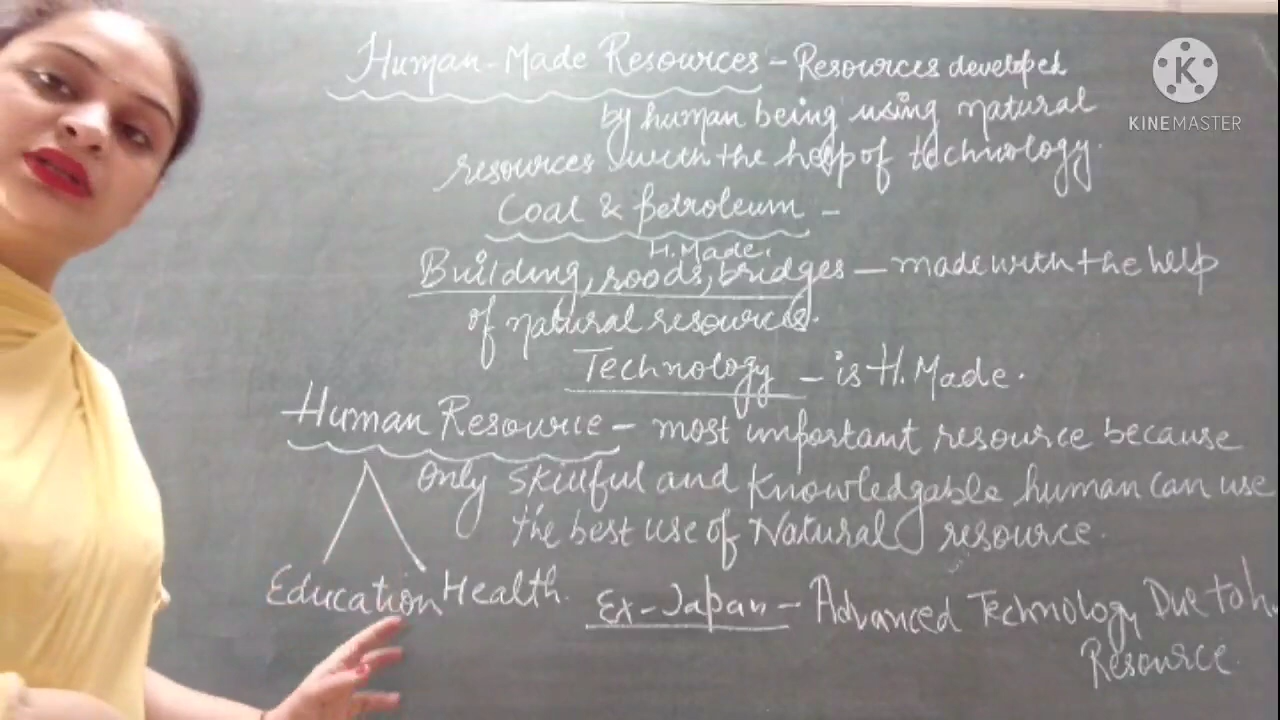 Human-Made Resources - Resources developed
by human being using natural
resources with the help of technology.
Coal & Petroleum -
H. Made.
Building, roods, bridges - made with the help
of natural resources.
Technology - is H. Made.
Human Resource - most important resource because
only skillful and knowledgable human can use
the best use of Natural resource.
Education Health.
Ex - Japan - Advanced Technology Due to h.
Resource.
K
KINEMASTER